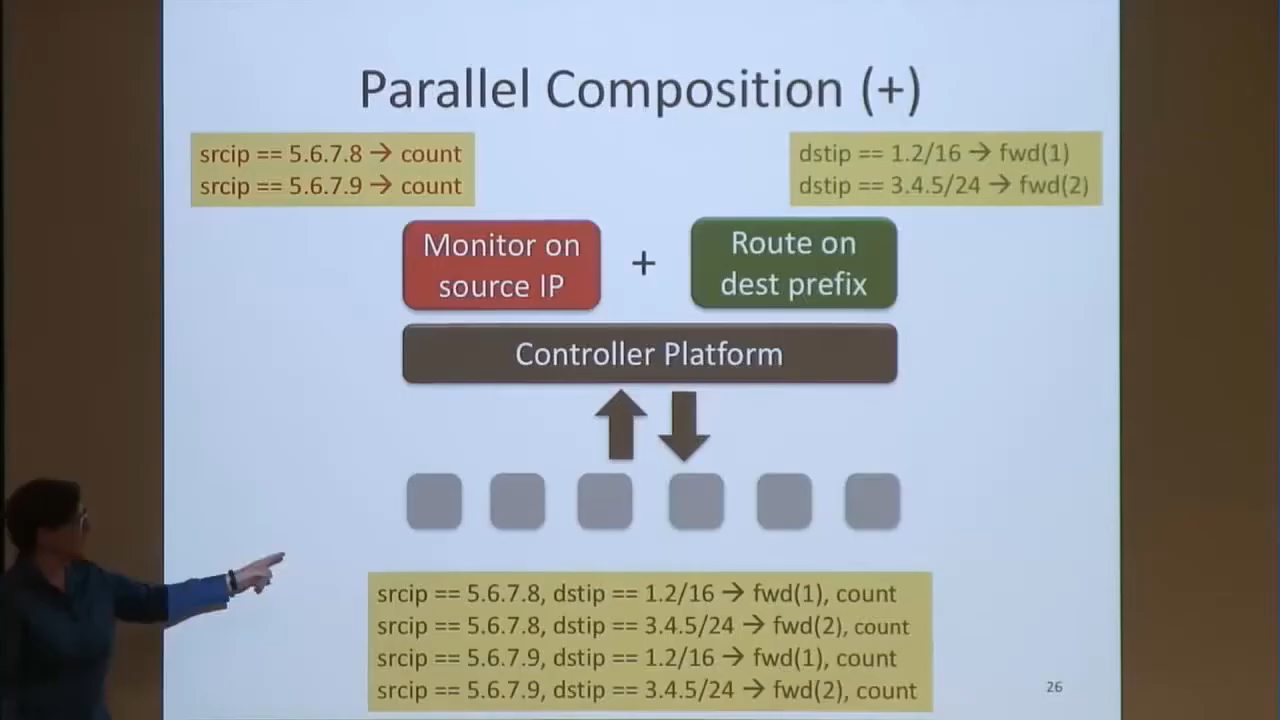 Parallel Composition (+)
srcip == 5.6.7.8 → count
srcip == 5.6.7.9 → count
dstip == 1.2/16 → fwd(1)
dstip == 3.4.5/24 → fwd(2)
Monitor on
source IP
+
Route on
dest prefix
Controller Platform
srcip == 5.6.7.8, dstip == 1.2/16 → fwd(1), count
srcip == 5.6.7.8, dstip == 3.4.5/24 → fwd(2), count
srcip == 5.6.7.9, dstip == 1.2/16 → fwd(1), count
srcip == 5.6.7.9, dstip == 3.4.5/24 → fwd(2), count
26